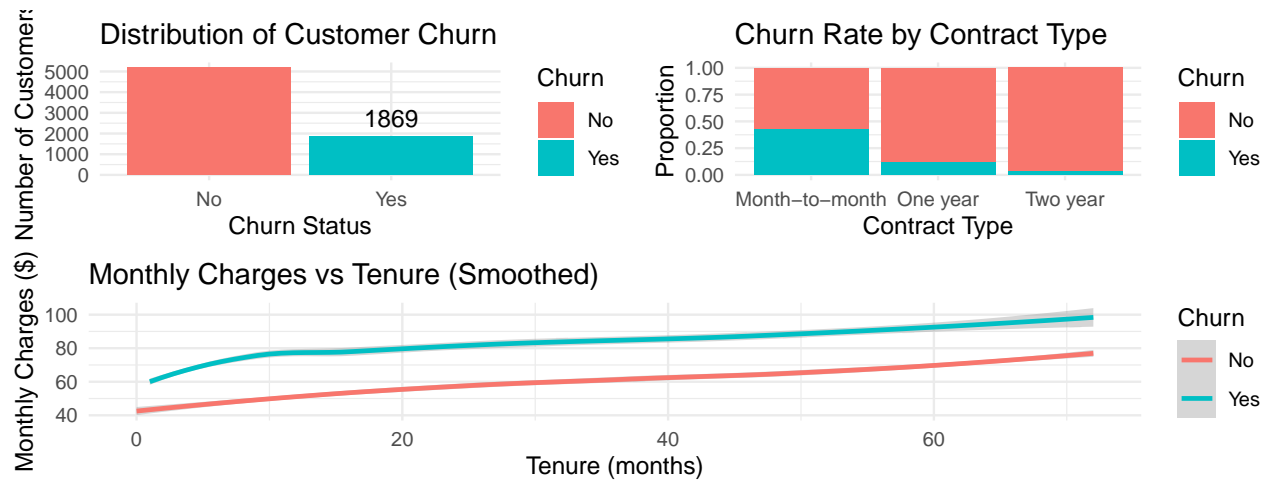 Distribution of Customer Churn
Number of Customers
5000
4000
3000
2000
1000
0
1869
No
Yes
Churn Status
Churn
No
Yes
Churn Rate by Contract Type
Proportion
1.00
0.75
0.50
0.25
0.00
Month−to−month
One year
Two year
Contract Type
Churn
No
Yes
Monthly Charges vs Tenure (Smoothed)
Monthly Charges ($)
100
80
60
40
0
20
40
60
Tenure (months)
Churn
No
Yes